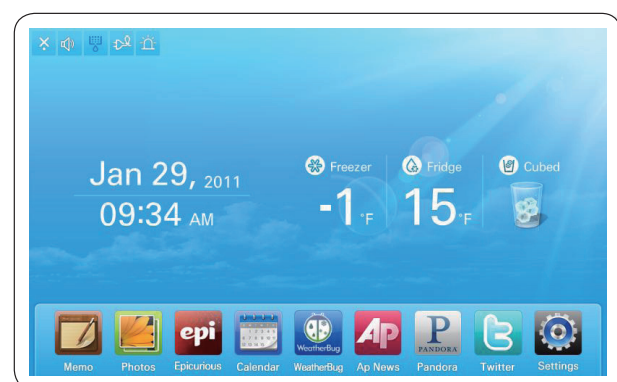 Jan 29, 2011
09:34 AM
Freezer
-1 °F
Fridge
15 °F
Cubed
epi
WeatherBug
AP
P
PANDORA
Memo
Photos
Epicurious
Calendar
WeatherBug
Ap News
Pandora
Twitter
Settings